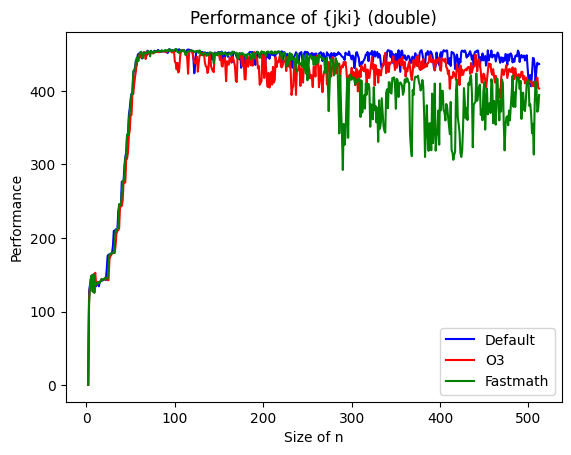 Performance of {jki} (double)
Performance
400
300
200
100
0
0 100 200 300 400 500
Size of n
Default
O3
Fastmath